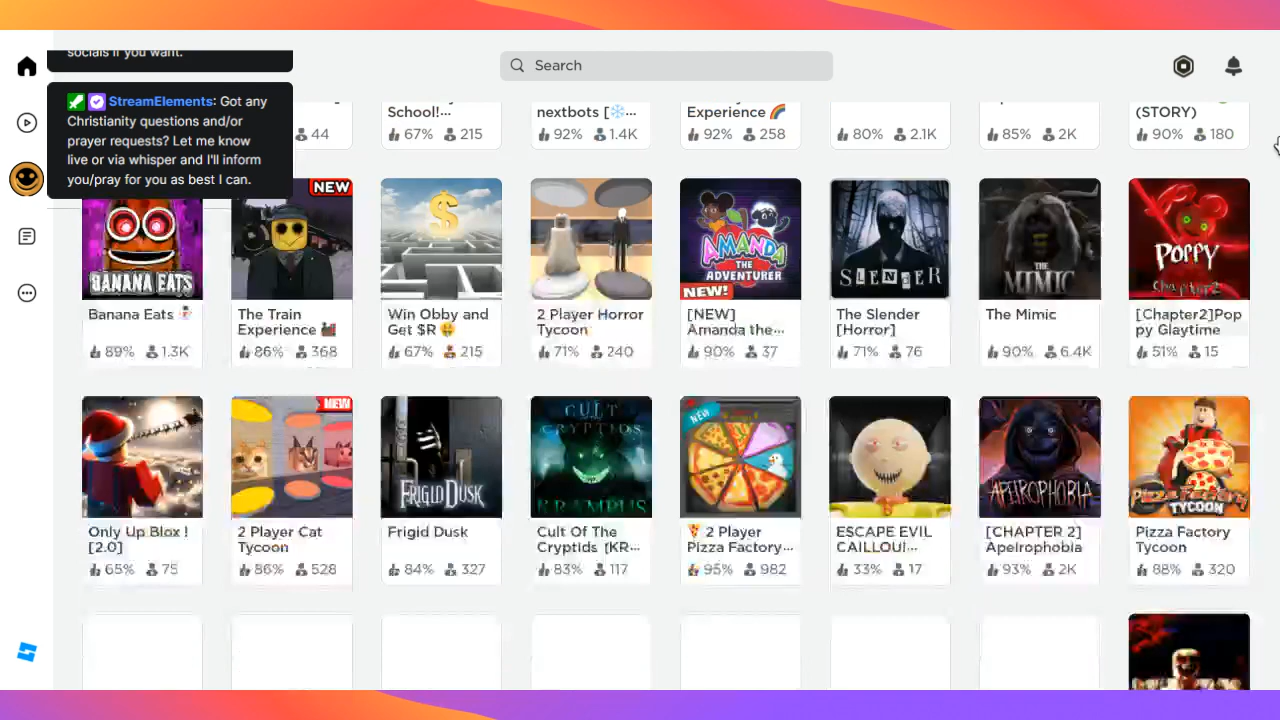 socials if you want.
StreamElements: Got any
Christianity questions and/or
prayer requests? Let me know
live or via whisper and I'll inform
you/pray for you as best I can.
Search
44
School!...
67% 215
nextbots [❄️...
92% 1.4K
Experience 🌈
92% 258
80% 2.1K
85% 2K
(STORY)
90% 180
BANANA EATS
Banana Eats
89% 1.3K
NEW
The Train
Experience 🚂
86% 368
$
Win Obby and
Get $R 🤑
67% 215
2 Player Horror
Tycoon
71% 240
AMANDA
THE
ADVENTURER
NEW!
[NEW]
Amanda the...
90% 37
SLENDER
The Slender
[Horror]
71% 76
THE
MIMIC
The Mimic
90% 6.4K
POPPY
Chapter2
[Chapter2]Pop
py Glaytime
51% 15
Only Up Blox !
[2.0]
65% 75
NEW
2 Player Cat
Tycoon
86% 528
FRIGID DUSK
Frigid Dusk
84% 327
CULT OF THE
CRYPTIDS
KRAMPUS
Cult Of The
Cryptids [KR...
83% 117
NEW
🍕 2 Player
Pizza Factory...
95% 982
ESCAPE EVIL
CAILLOU!...
33% 17
APEIROPHOBIA
[CHAPTER 2]
Apeirophobia
93% 2K
PIZZA FACTORY
TYCOON
Pizza Factory
Tycoon
88% 320